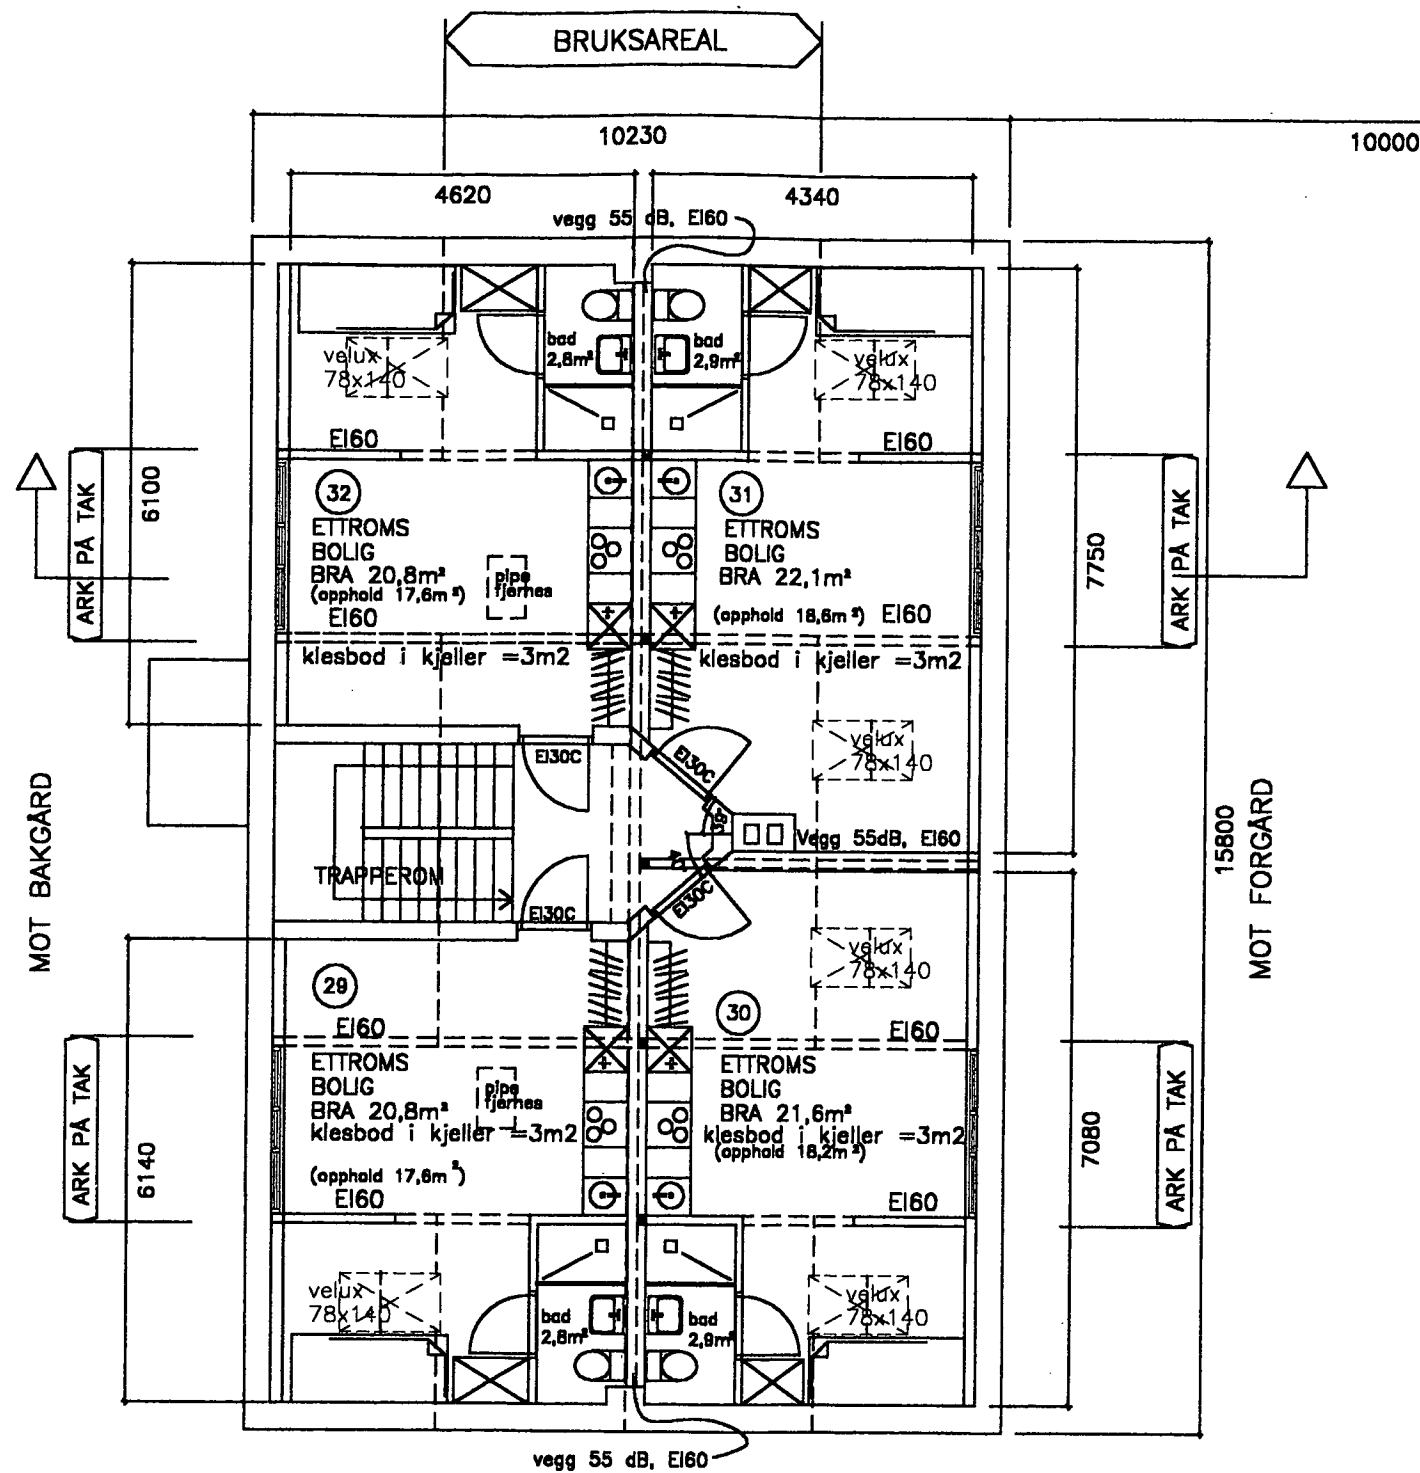 BRUKSAREAL
10230
10000
4620
4340
vegg 55 dB, EI60
bad
2,8m²
bad
2,9m²
velux
78x140
velux
78x140
EI60
EI60
ARK PÅ TAK
6100
32
ETTROMS
BOLIG
BRA 20,8m²
(opphold 17,6m²)
EI60
pipe
fjernes
31
ETTROMS
BOLIG
BRA 22,1m²
(opphold 18,6m²)
EI60
7750
ARK PÅ TAK
klesbod i kjeller =3m2
klesbod i kjeller =3m2
EI30C
EI30C
velux
78x140
MOT BAKGÅRD
TRAPPEROM
Vegg 55dB, EI60
15800
MOT FORGÅRD
EI30C
EI30C
velux
78x140
29
30
EI60
EI60
ARK PÅ TAK
6140
ETTROMS
BOLIG
BRA 20,8m²
klesbod i kjeller =3m2
(opphold 17,6m²)
EI60
pipe
fjernes
ETTROMS
BOLIG
BRA 21,6m²
klesbod i kjeller =3m2
(opphold 18,2m²)
EI60
7080
ARK PÅ TAK
velux
78x140
velux
78x140
bad
2,8m²
bad
2,9m²
vegg 55 dB, EI60